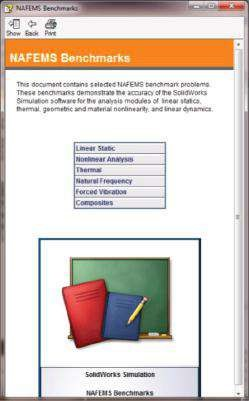 NAFEMS Benchmarks
Show Back Print
NAFEMS Benchmarks
This document contains selected NAFEMS benchmark problems.
These benchmarks demonstrate the accuracy of the SolidWorks
Simulation software for the analysis modules of linear statics,
thermal, geometric and material nonlinearity, and linear dynamics.
Linear Static
Nonlinear Analysis
Thermal
Natural Frequency
Forced Vibration
Composites
SolidWorks Simulation
NAFEMS Benchmarks